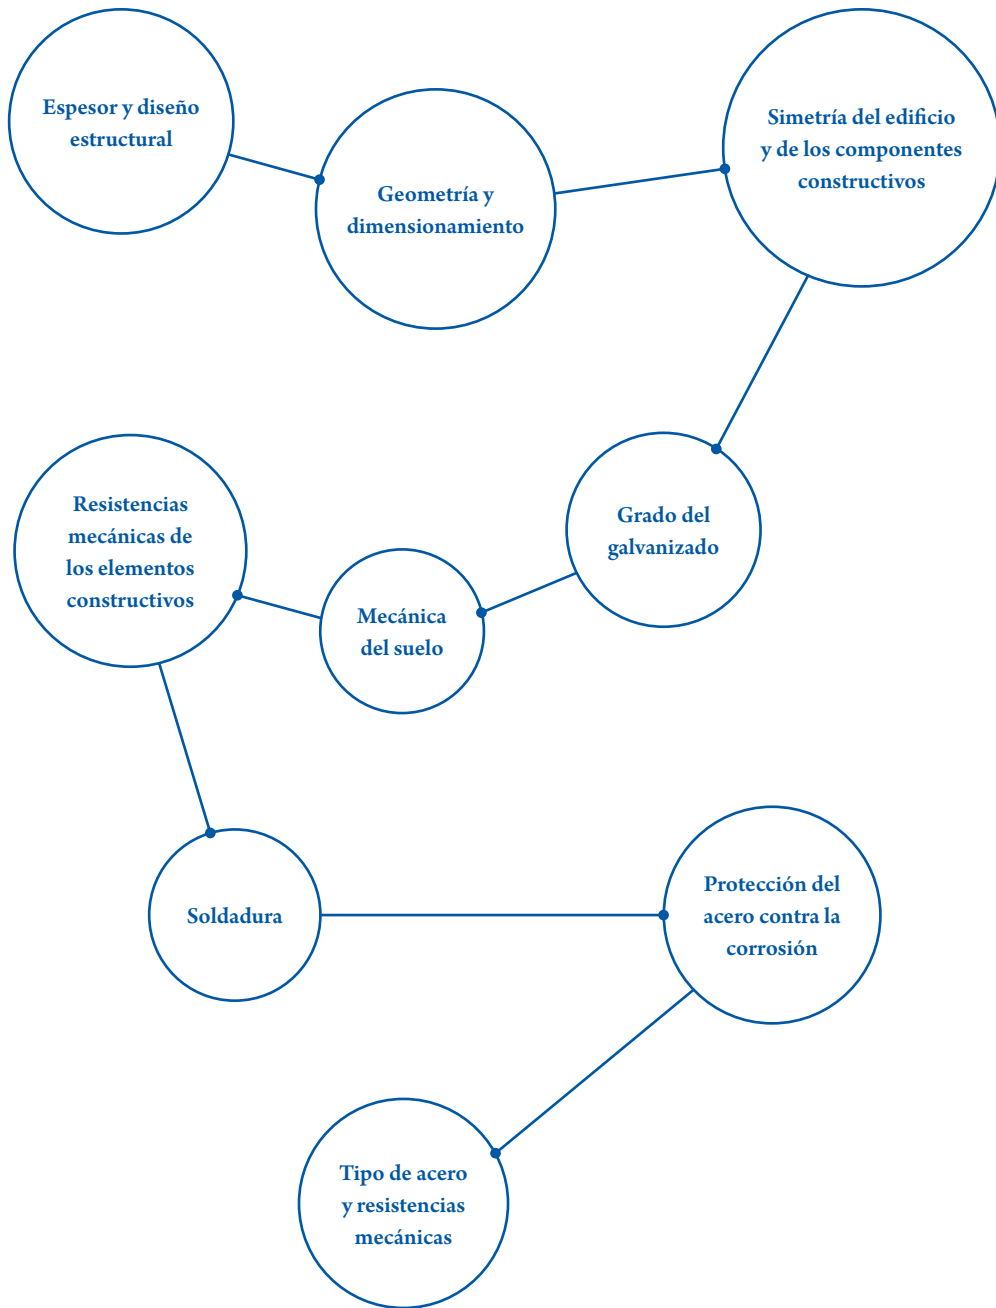 Espesor y diseño
estructural
Geometría y
dimensionamiento
Simetría del edificio
y de los componentes
constructivos
Grado del
galvanizado
Mecánica
del suelo
Resistencias
mecánicas de
los elementos
constructivos
Soldadura
Protección del
acero contra la
corrosión
Tipo de acero
y resistencias
mecánicas